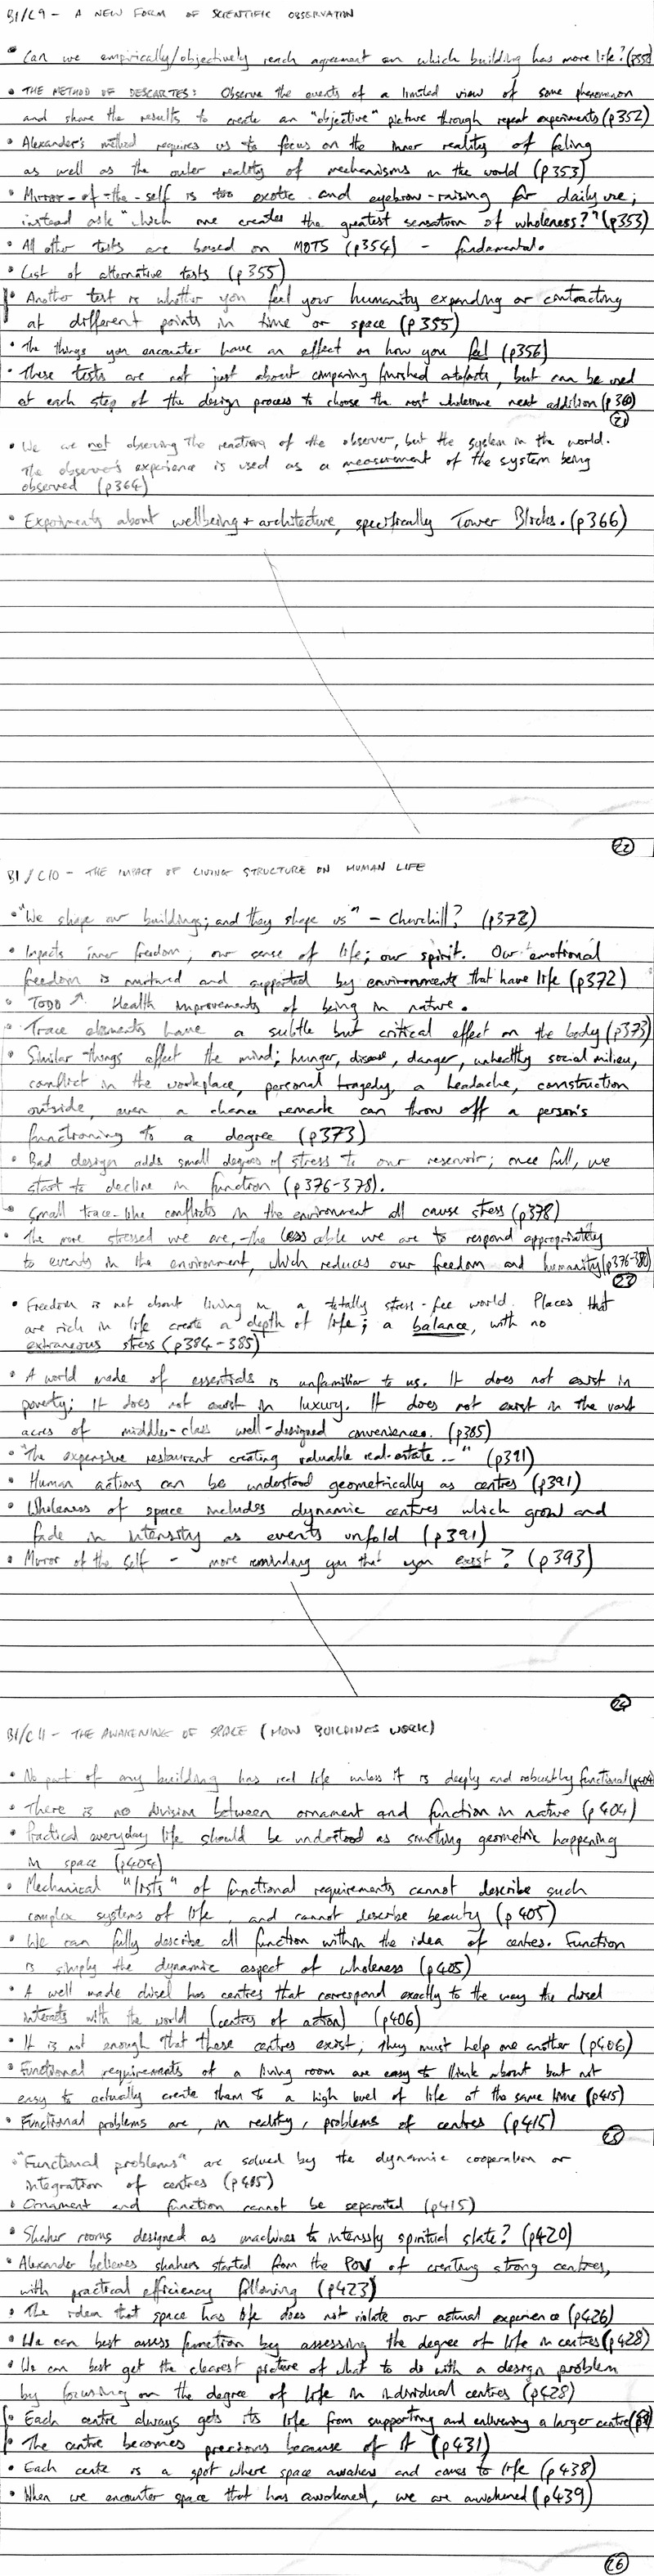 B1/C9 - A NEW FORM OF SCIENTIFIC OBSERVATION
• Can we empirically/objectively reach agreement on which building has more life? (p352)
• THE METHOD OF DESCARTES: Observe the events of a limited view of some phenomenon
and share the results to create an "objective" picture through repeat experiments (p352)
• Alexander's method requires us to focus on the inner reality of feeling
as well as the outer reality of mechanisms in the world (p353)
• Mirror-of-the-self is too exotic and eyebrow-raising for daily use;
instead ask "which one creates the greatest sensation of wholeness?" (p353)
• All other tests are based on MOTS (p354) - fundamental.
• List of alternative tests (p355)
• Another test is whether you feel your humanity expanding or contracting
at different points in time or space (p355)
• The things you encounter have an effect on how you feel (p356)
• These tests are not just about comparing finished artefacts, but can be used
at each step of the design process to choose the most wholesome next addition (p360)
21
• We are not observing the reactions of the observer, but the system in the world.
The observer's experience is used as a measurement of the system being
observed (p364)
• Experiments about wellbeing + architecture, specifically Tower Blocks. (p366)
22
B1/C10 - THE IMPACT OF LIVING STRUCTURE ON HUMAN LIFE
• "We shape our buildings; and they shape us" - Churchill? (p372)
• Impacts inner freedom; our sense of life; our spirit. Our emotional
freedom is nurtured and supported by environments that have life (p372)
• TODO ↗ Health improvements of being in nature.
• Trace elements have a subtle but critical effect on the body (p373)
• Similar things affect the mind; hunger, disease, danger, unhealthy social milieu,
conflict in the workplace, personal tragedy, a headache, construction
outside, even a chance remark can throw off a person's
functioning to a degree (p373)
• Bad design adds small degrees of stress to our reservoir; once full, we
start to decline in function (p376-378).
• Small trace-like conflicts in the environment all cause stress (p378)
• The more stressed we are, the less able we are to respond appropriately
to events in the environment, which reduces our freedom and humanity (p376-380)
23
• Freedom is not about living in a totally stress-free world. Places that
are rich in life create a depth of life; a balance, with no
extraneous stress (p384-385)
• A world made of essentials is unfamiliar to us. It does not exist in
poverty; It does not exist in luxury. It does not exist in the vast
acres of middle-class well-designed conveniences. (p385)
• "The expensive restaurant creating valuable real-estate..." (p391)
• Human actions can be understood geometrically as centres (p391)
• Wholeness of space includes dynamic centres which grow and
fade in intensity as events unfold (p391)
• Mirror of the self - more reminding you that you exist? (p393)
24
B1/C11 - THE AWAKENING OF SPACE (HOW BUILDINGS WORK)
• No part of any building has real life unless it is deeply and robustly functional (p404)
• There is no division between ornament and function in nature (p404)
• Practical everyday life should be understood as something geometric happening
in space (p404)
• Mechanical "lists" of functional requirements cannot describe such
complex systems of life, and cannot describe beauty (p405)
• We can fully describe all function within the idea of centres. Function
is simply the dynamic aspect of wholeness (p405)
• A well made chisel has centres that correspond exactly to the way the chisel
interacts with the world (centres of action) (p406)
• It is not enough that these centres exist; they must help one another (p406)
• Functional requirements of a living room are easy to think about but not
easy to actually create them to a high level of life at the same time (p415)
• Functional problems are, in reality, problems of centres (p415)
25
• "Functional problems" are solved by the dynamic cooperation or
integration of centres (p415)
• Ornament and function cannot be separated (p415)
• Shaker rooms designed as machines to intensify spiritual state? (p420)
• Alexander believes shakers started from the POV of creating strong centres,
with practical efficiency following (p423)
• The idea that space has life does not violate our actual experience (p426)
• We can best assess function by assessing the degree of life in centres (p428)
• We can best get the clearest picture of what to do with a design problem
by focusing on the degree of life in individual centres (p428)
• Each centre always gets its life from supporting and enlivening a larger centre
• The centre becomes precious because of it (p431)
• Each centre is a spot where space awakens and comes to life (p438)
• When we encounter space that has awakened, we are awakened (p439)
26